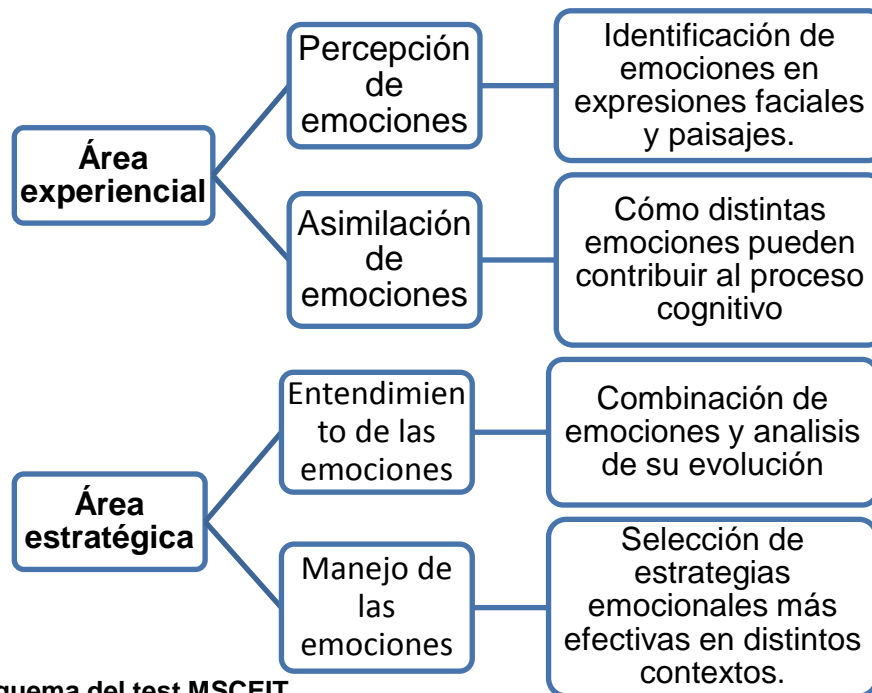 Área
experiencial
Percepción
de
emociones
Identificación de
emociones en
expresiones faciales
y paisajes.
Asimilación
de
emociones
Cómo distintas
emociones pueden
contribuir al proceso
cognitivo
Área
estratégica
Entendimien
to de las
emociones
Combinación de
emociones y analisis
de su evolución
Manejo de
las
emociones
Selección de
estrategias
emocionales más
efectivas en distintos
contextos.
quema del test MSCEIT